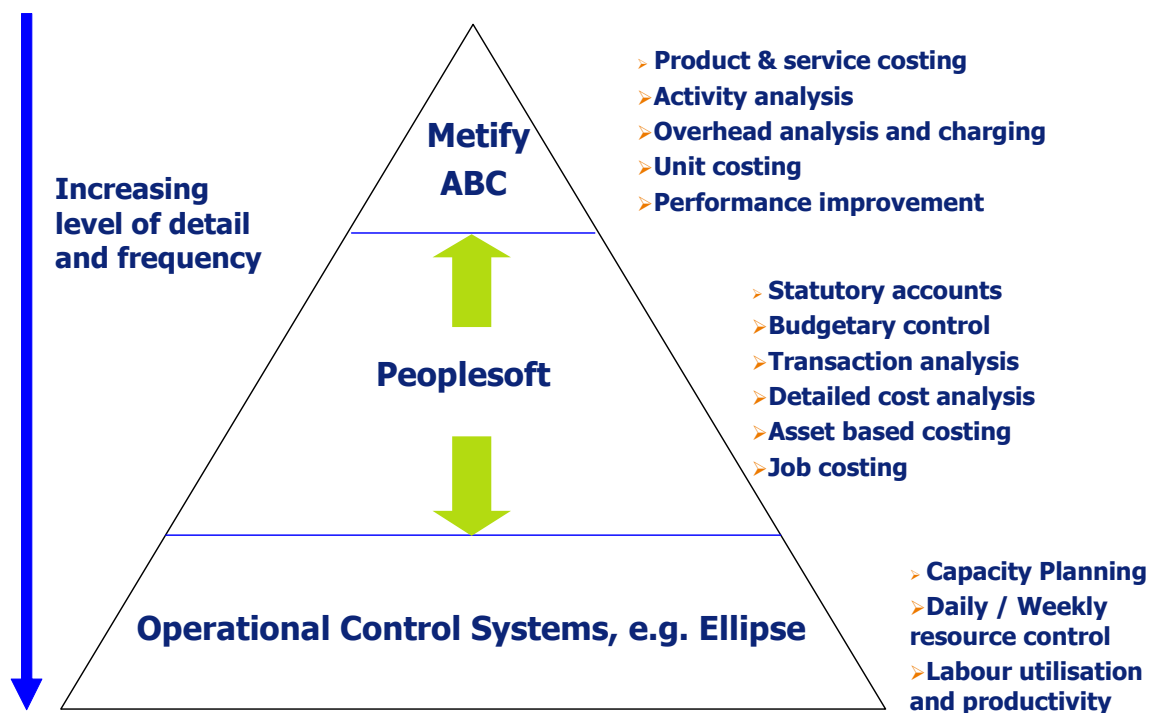 Increasing
level of detail
and frequency
Metify
ABC
Peoplesoft
Operational Control Systems, e.g. Ellipse
Product & service costing
Activity analysis
Overhead analysis and charging
Unit costing
Performance improvement
Statutory accounts
Budgetary control
Transaction analysis
Detailed cost analysis
Asset based costing
Job costing
Capacity Planning
Daily / Weekly
resource control
Labour utilisation
and productivity